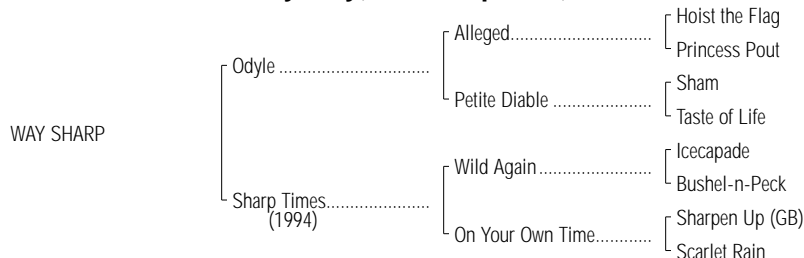 Hoist the Flag
Alleged
Princess Pout
Odyle
Sham
Petite Diable
Taste of Life
WAY SHARP
Icecapade
Wild Again
Bushel-n-Peck
Sharp Times
(1994)
Sharpen Up (GB)
On Your Own Time
Scarlet Rain